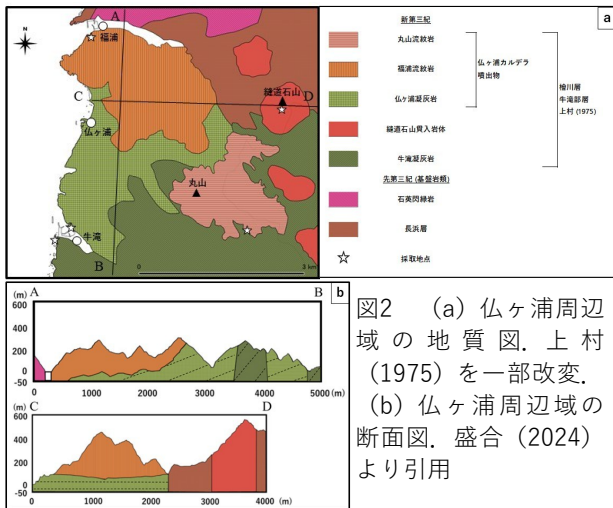 a
N
A
福浦
C
D
縫道石山
仏ヶ浦
丸山
牛滝
B
0
3 km
新第三紀
丸山流紋岩
福浦流紋岩
仏ヶ浦凝灰岩
仏ヶ浦カルデラ
噴出物
縫道石山貫入岩体
牛滝凝灰岩
檜川層
牛滝部層
上村 (1975)
先第三紀 (基盤岩類)
石英閃緑岩
長浜層
採取地点
b
(m) A
B
600
400
200
0
-50
0 1000 2000 3000 4000 5000 (m)
(m) C
D
600
400
200
0
-50
0 1000 2000 3000 4000 (m)
図2 (a) 仏ヶ浦周辺
域の地質図. 上村
(1975) を一部改変.
(b) 仏ヶ浦周辺域の
断面図. 盛合 (2024)
より引用